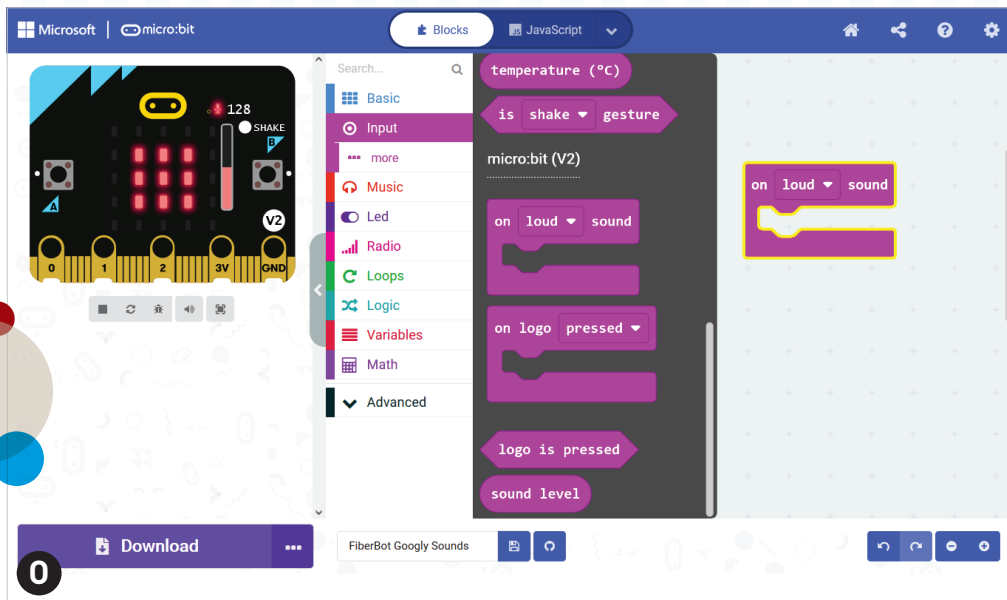 Microsoft micro:bit Blocks JS JavaScript
128
SHAKE
B
A
V2
0 1 2 3V GND
Download
Search...
Basic
Input
more
Music
Led
Radio
Loops
Logic
Variables
Math
Advanced
temperature (°C)
is shake gesture
micro:bit (V2)
on loud sound
on logo pressed
logo is pressed
sound level
on loud sound
FiberBot Googly Sounds
O